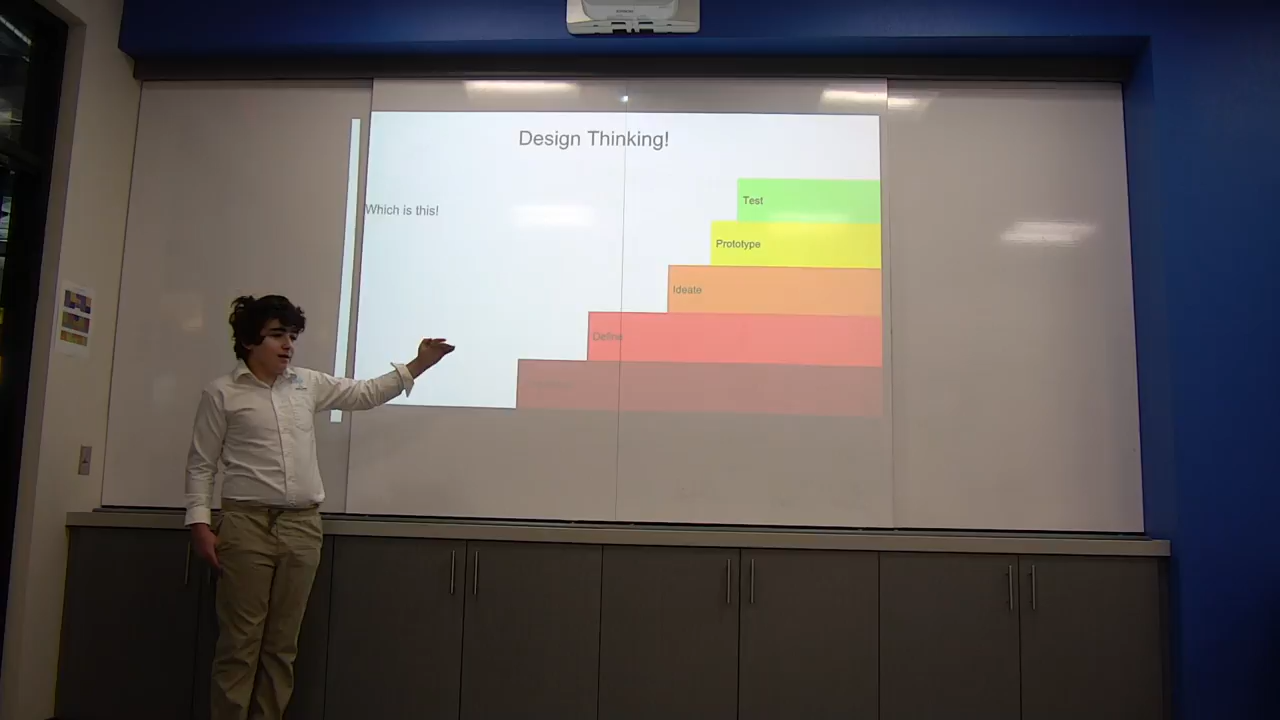 Design Thinking!
Which is this!
Test
Prototype
Ideate
Define